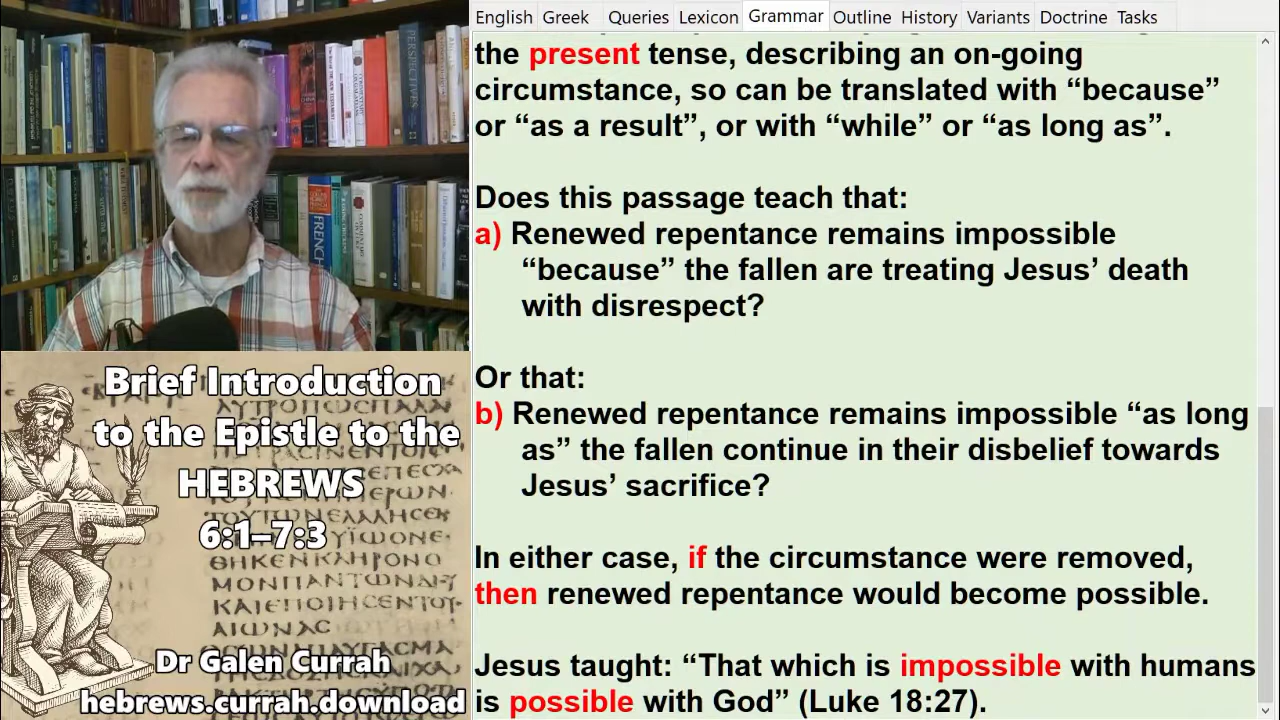 English Greek Queries Lexicon Grammar Outline History Variants Doctrine Tasks
the present tense, describing an on-going
circumstance, so can be translated with “because”
or “as a result”, or with “while” or “as long as”.
Does this passage teach that:
a) Renewed repentance remains impossible
“because” the fallen are treating Jesus’ death
with disrespect?
Or that:
b) Renewed repentance remains impossible “as long
as” the fallen continue in their disbelief towards
Jesus’ sacrifice?
In either case, if the circumstance were removed,
then renewed repentance would become possible.
Jesus taught: “That which is impossible with humans
is possible with God” (Luke 18:27).
PERSPECTIVES
FRENCH
Brief Introduction
to the Epistle to the
HEBREWS
6:1–7:3
ΘΗΚΕΝΚΛΗΡΟΝΟ
ΜΟΝΠΑΝΤΩΝΔΙ
ΚΑΙΕΠΟΙΗCΕΝΤΟΥ
ΑΙΩΝΑC
Dr Galen Currah
hebrews.currah.download